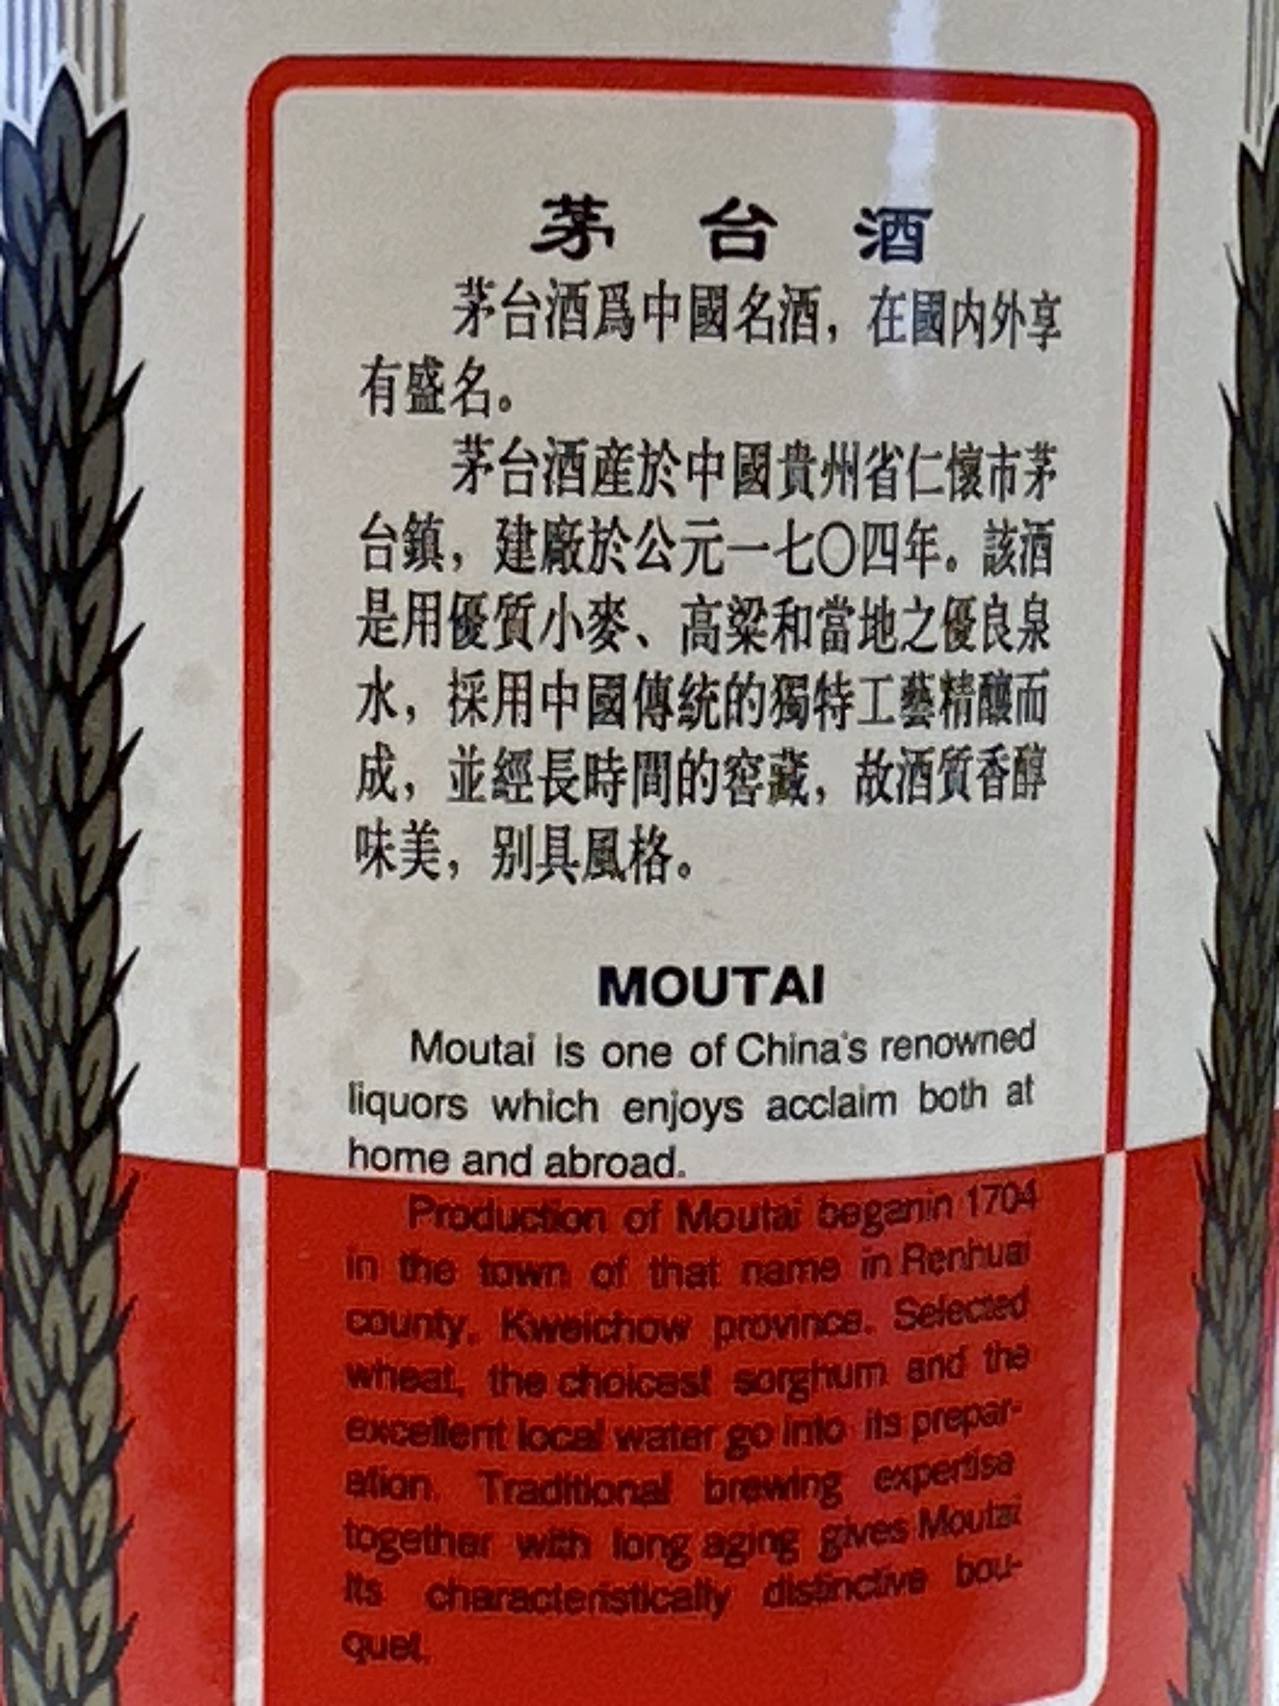 茅台酒
茅台酒爲中國名酒，在國内外享
有盛名。
茅台酒産於中國貴州省仁懷市茅
台鎮，建廠於公元一七〇四年。該酒
是用優質小麥、高粱和當地之優良泉
水，採用中國傳統的獨特工藝精釀而
成，並經長時間的窖藏，故酒質香醇
味美，别具風格。
MOUTAI
Moutai is one of China's renowned
liquors which enjoys acclaim both at
home and abroad.
Production of Moutai beganin 1704
in the town of that name in Renhuai
county, Kweichow province. Selected
wheat, the choicest sorghum and the
excellent local water go into its prepar-
ation. Traditional brewing expertise
together with long aging gives Moutai
its characteristically distinctive bou-
quet.